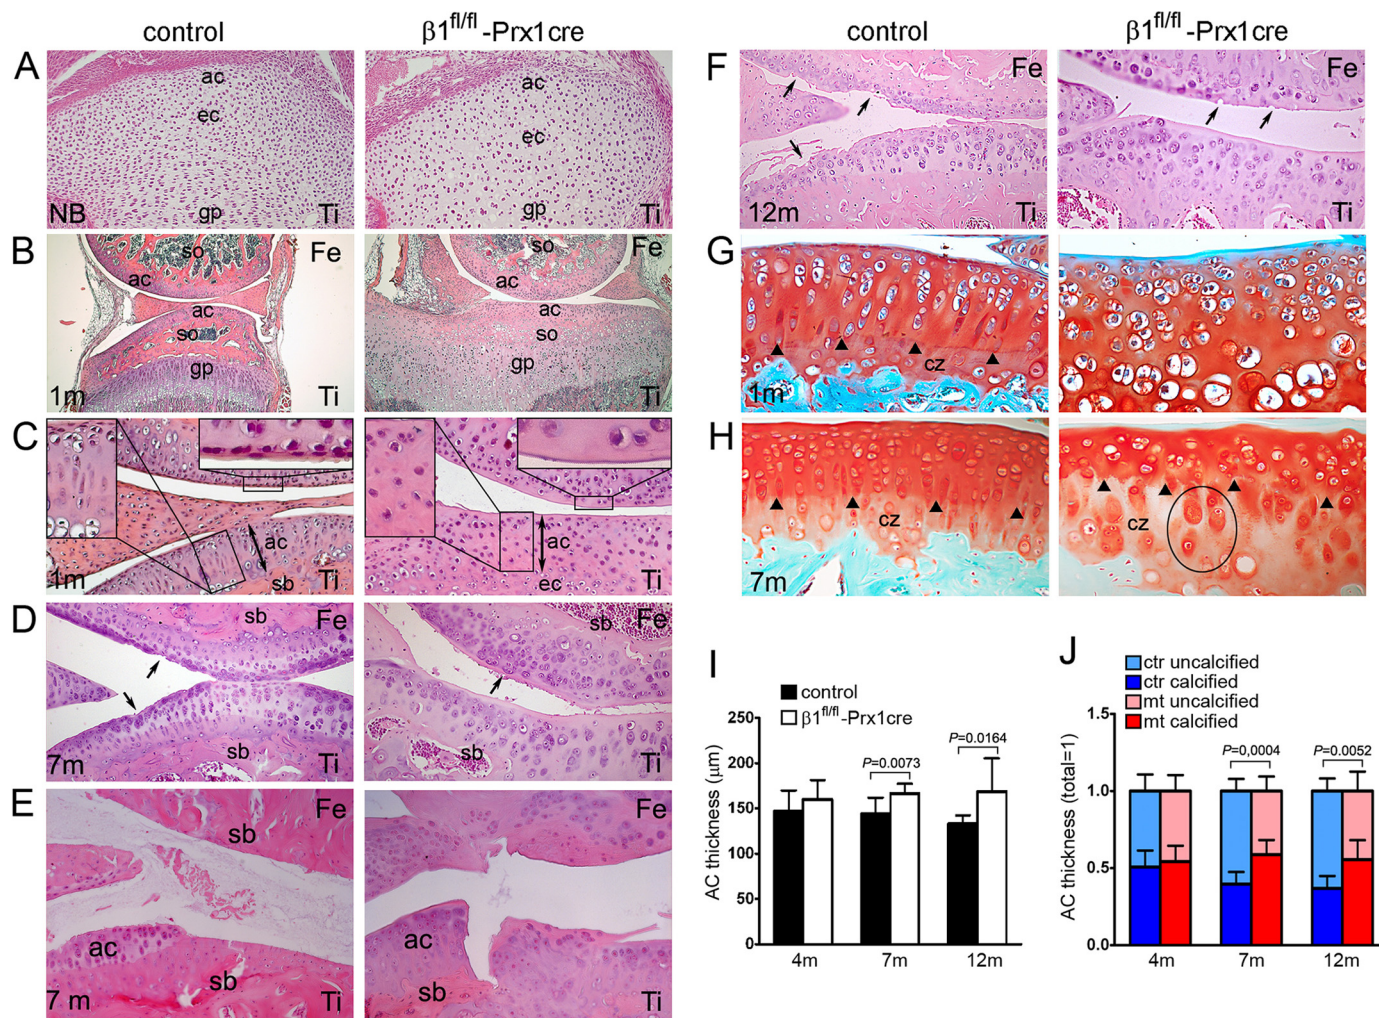 control
β1fl/fl-Prx1cre
control
β1fl/fl-Prx1cre
A
ac
ec
gp
NB
Ti
ac
ec
gp
Ti
B
so
Fe
ac
ac
so
gp
1m
Ti
so
Fe
ac
ac
so
gp
Ti
C
ac
sb
1m
Ti
ac
ec
Ti
D
sb
Fe
7m
sb
Ti
sb
Fe
sb
Ti
E
Fe
sb
ac
sb
7 m
Ti
Fe
ac
sb
Ti
F
Fe
12m
Ti
Fe
Ti
G
cz
1m
H
cz
7m
cz
I
control
β1fl/fl-Prx1cre
AC thickness (µm)
250
200
150
100
50
0
P=0.0073
P=0.0164
4m
7m
12m
J
ctr uncalcified
ctr calcified
mt uncalcified
mt calcified
AC thickness (total=1)
1.5
1.0
0.5
0.0
P=0,0004
P=0.0052
4m
7m
12m